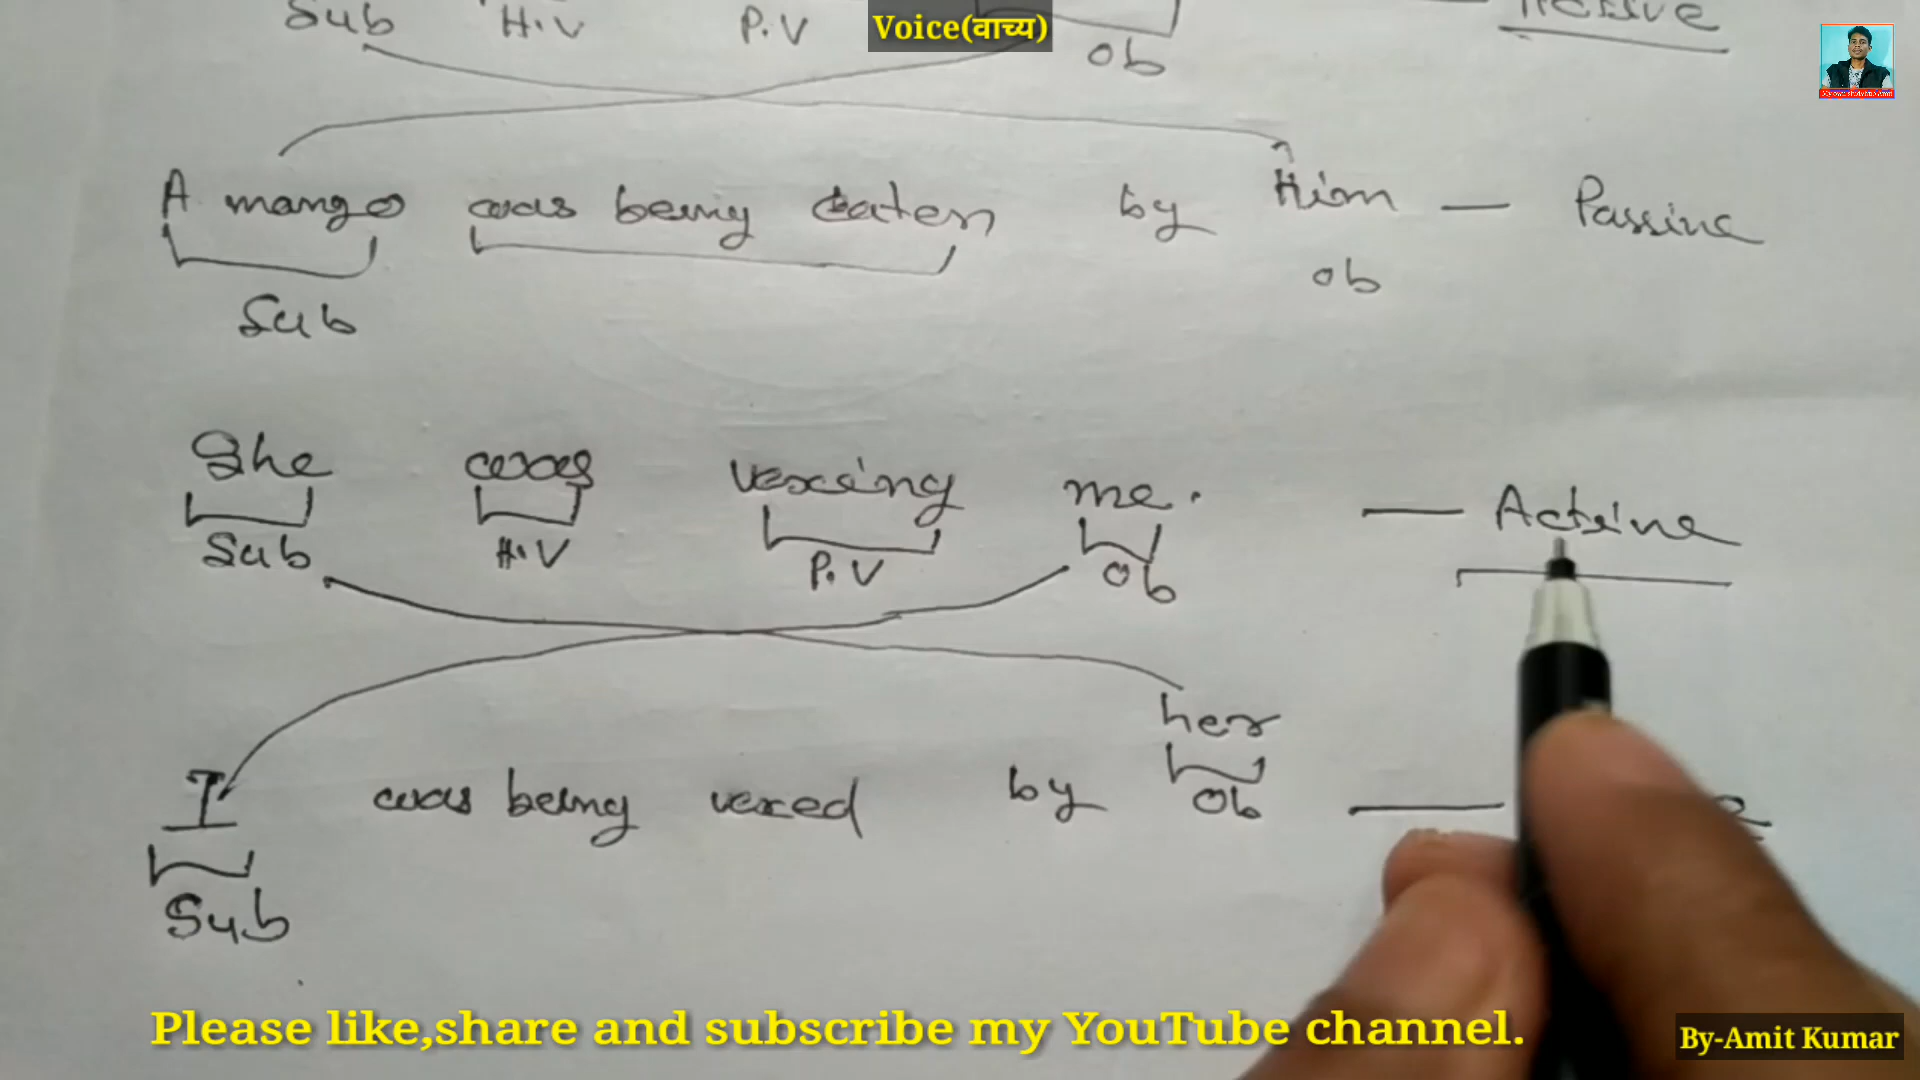 Voice(वाच्य)
Sub H.V P.V Ob
A mango was being eaten by Him — Passive
Sub ob
She was vexing me. — Active
Sub H.V P.V Ob
her
I was being vexed by Ob —
Sub
Please like,share and subscribe my YouTube channel.
By-Amit Kumar